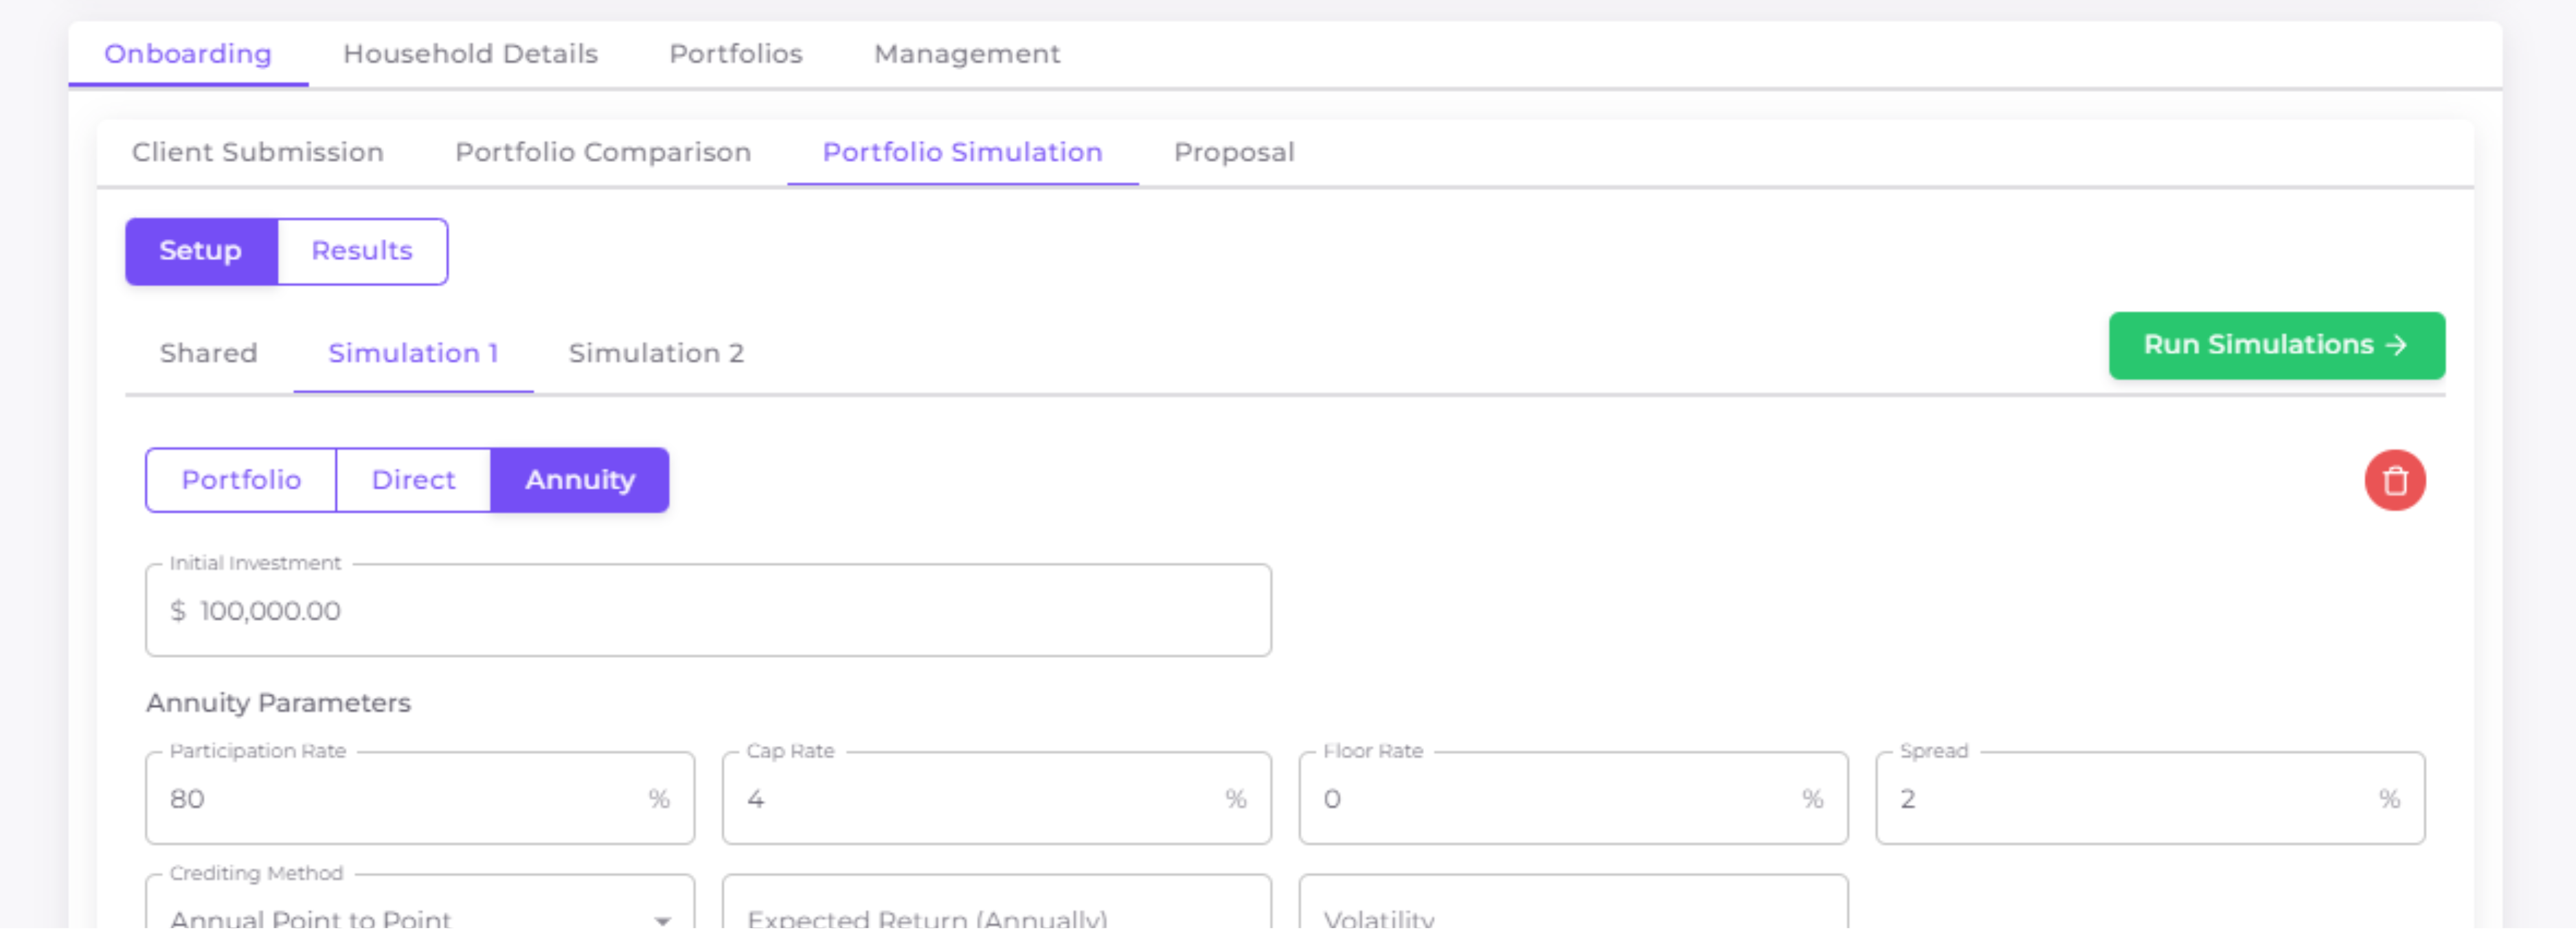 Onboarding Household Details Portfolios Management
Client Submission Portfolio Comparison Portfolio Simulation Proposal
Setup Results
Shared Simulation 1 Simulation 2 Run Simulations →
Portfolio Direct Annuity
Initial Investment
$ 100,000.00
Annuity Parameters
Participation Rate Cap Rate Floor Rate Spread
80 % 4 % 0 % 2 %
Crediting Method
Annual Point to Point Expected Return (Annually) Volatility